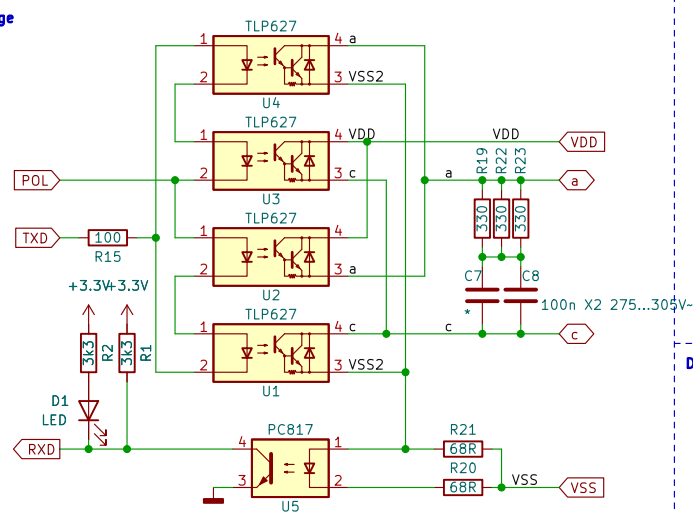 ge
TLP627
1
4
a
2
3
VSS2
U4
TLP627
1
4
VDD
VDD
VDD
2
3
c
U3
POL
R19
R22
R23
a
a
330
330
330
TLP627
1
4
2
3
a
U2
TXD
100
R15
C7
C8
*
100n X2 275...305V~
+3.3V
+3.3V
TLP627
1
4
c
c
c
2
3
VSS2
U1
3k3
R2
3k3
R1
D
D1
LED
RXD
PC817
4
1
3
2
U5
R21
68R
R20
68R
VSS
VSS